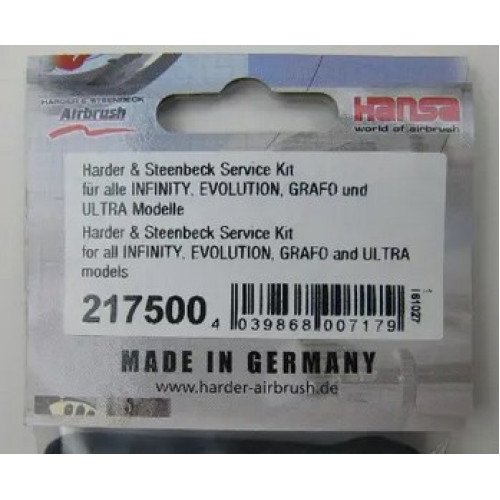 HARDER & STEENBECK
Airbrush
Hansa
world of airbrush
Harder & Steenbeck Service Kit
für alle INFINITY, EVOLUTION, GRAFO und
ULTRA Modelle
Harder & Steenbeck Service Kit
for all INFINITY, EVOLUTION, GRAFO and ULTRA
models
217500
4 039868 007179
161027
MADE IN GERMANY
www.harder-airbrush.de